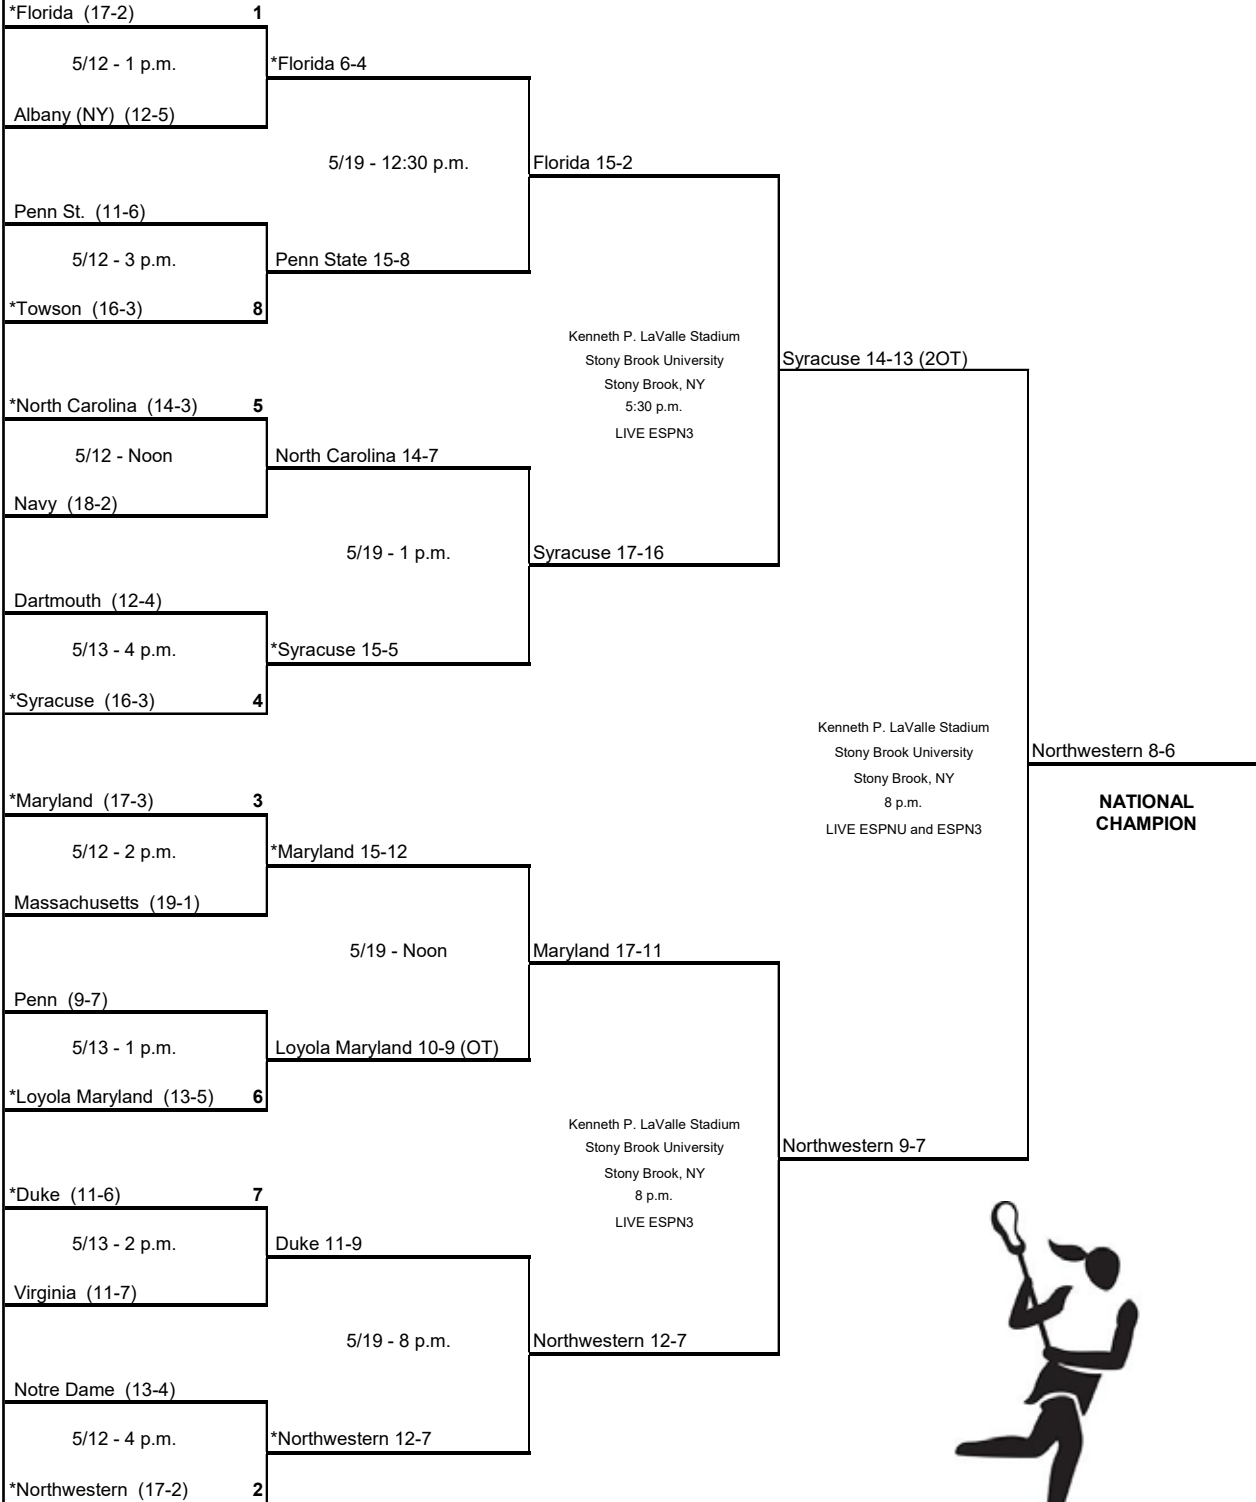 *Florida (17-2) 1
5/12 - 1 p.m.
*Florida 6-4
Albany (NY) (12-5)
5/19 - 12:30 p.m.
Florida 15-2
Penn St. (11-6)
5/12 - 3 p.m.
Penn State 15-8
*Towson (16-3) 8
Kenneth P. LaValle Stadium
Stony Brook University
Stony Brook, NY
5:30 p.m.
LIVE ESPN3
Syracuse 14-13 (2OT)
*North Carolina (14-3) 5
5/12 - Noon
North Carolina 14-7
Navy (18-2)
5/19 - 1 p.m.
Syracuse 17-16
Dartmouth (12-4)
5/13 - 4 p.m.
*Syracuse 15-5
*Syracuse (16-3) 4
Kenneth P. LaValle Stadium
Stony Brook University
Stony Brook, NY
8 p.m.
LIVE ESPNU and ESPN3
Northwestern 8-6
NATIONAL
CHAMPION
*Maryland (17-3) 3
5/12 - 2 p.m.
*Maryland 15-12
Massachusetts (19-1)
5/19 - Noon
Maryland 17-11
Penn (9-7)
5/13 - 1 p.m.
Loyola Maryland 10-9 (OT)
*Loyola Maryland (13-5) 6
Kenneth P. LaValle Stadium
Stony Brook University
Stony Brook, NY
8 p.m.
LIVE ESPN3
Northwestern 9-7
*Duke (11-6) 7
5/13 - 2 p.m.
Duke 11-9
Virginia (11-7)
5/19 - 8 p.m.
Northwestern 12-7
Notre Dame (13-4)
5/12 - 4 p.m.
*Northwestern 12-7
*Northwestern (17-2) 2